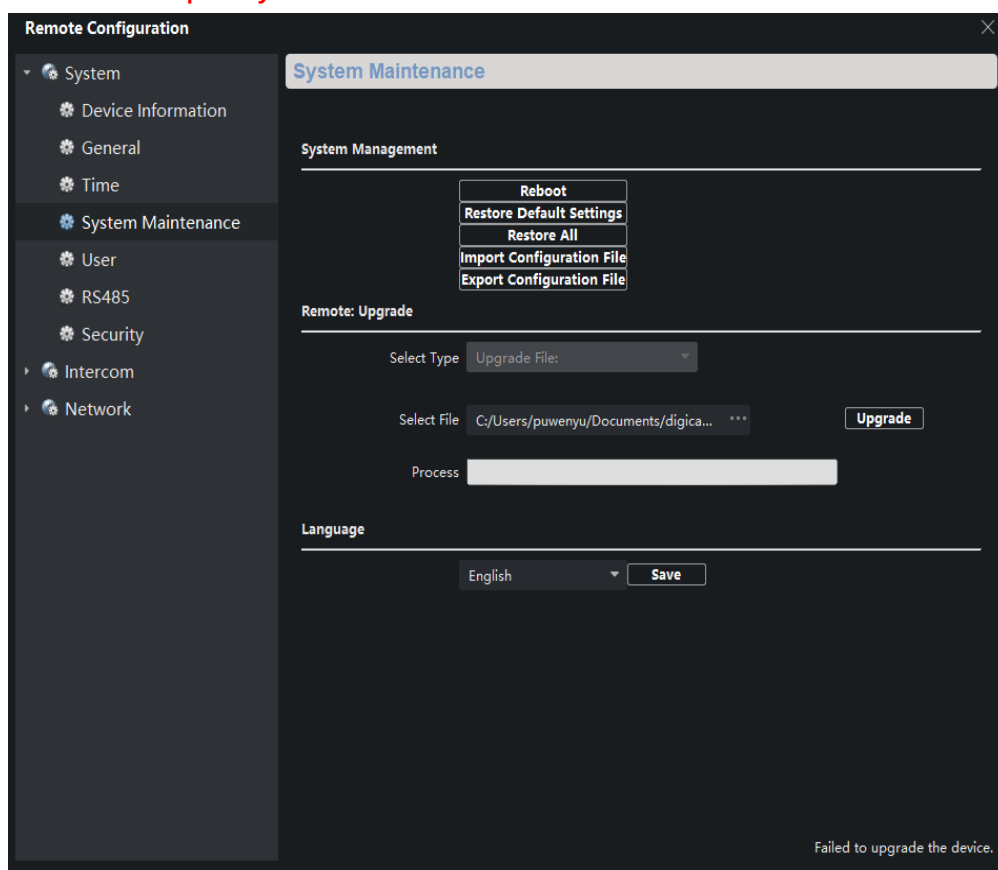 Remote Configuration
System
Device Information
General
Time
System Maintenance
User
RS485
Security
Intercom
Network
System Maintenance
System Management
Reboot
Restore Default Settings
Restore All
Import Configuration File
Export Configuration File
Remote: Upgrade
Select Type Upgrade File:
Select File C:/Users/puwenyu/Documents/digica... ... Upgrade
Process
Language
English Save
Failed to upgrade the device.